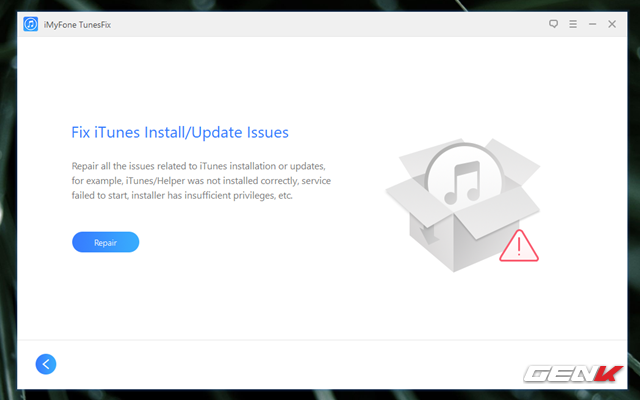 iMyFone TunesFix
Fix iTunes Install/Update Issues
Repair all the issues related to iTunes installation or updates,
for example, iTunes/Helper was not installed correctly, service
failed to start, installer has insufficient privileges, etc.
Repair
GENK